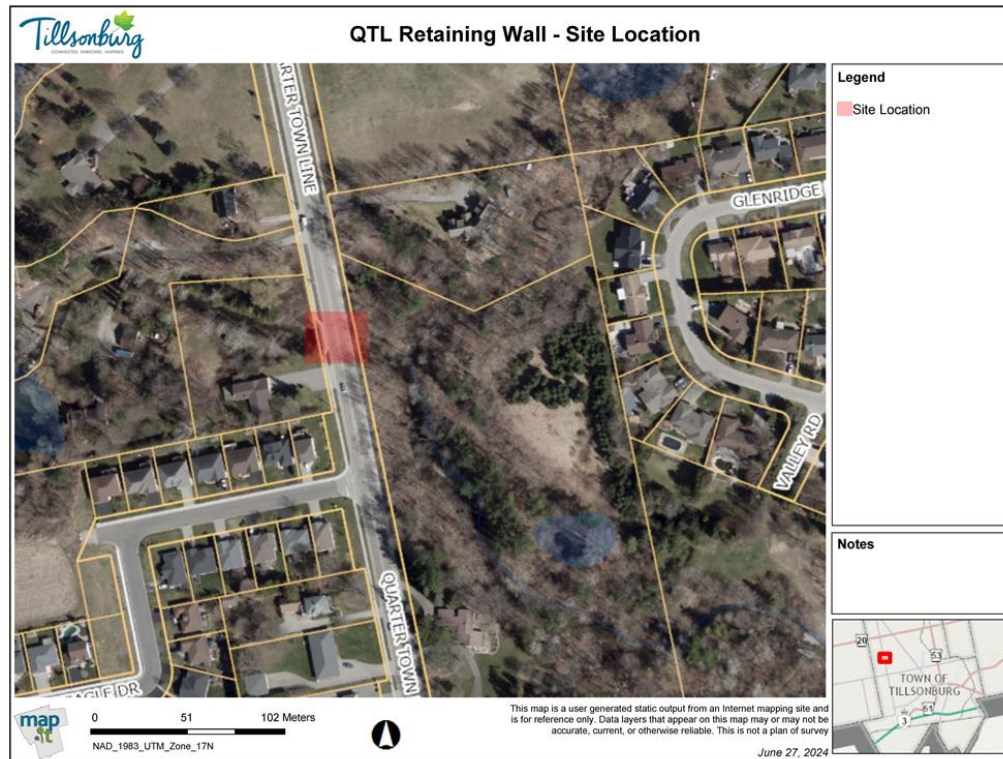 Tillsonburg
CONNECTED. ENRICHED. INSPIRED.
QTL Retaining Wall - Site Location
Legend
Site Location
RTER TOWN LINE
GLENRIDGE
VALLEY RD
QUARTER TOWN
EAGLE DR
Notes
20
53
TOWN OF
TILLSONBURG
51
3
map
it
0 51 102 Meters
NAD_1983_UTM_Zone_17N
This map is a user generated static output from an Internet mapping site and
is for reference only. Data layers that appear on this map may or may not be
accurate, current, or otherwise reliable. This is not a plan of survey
June 27, 2024